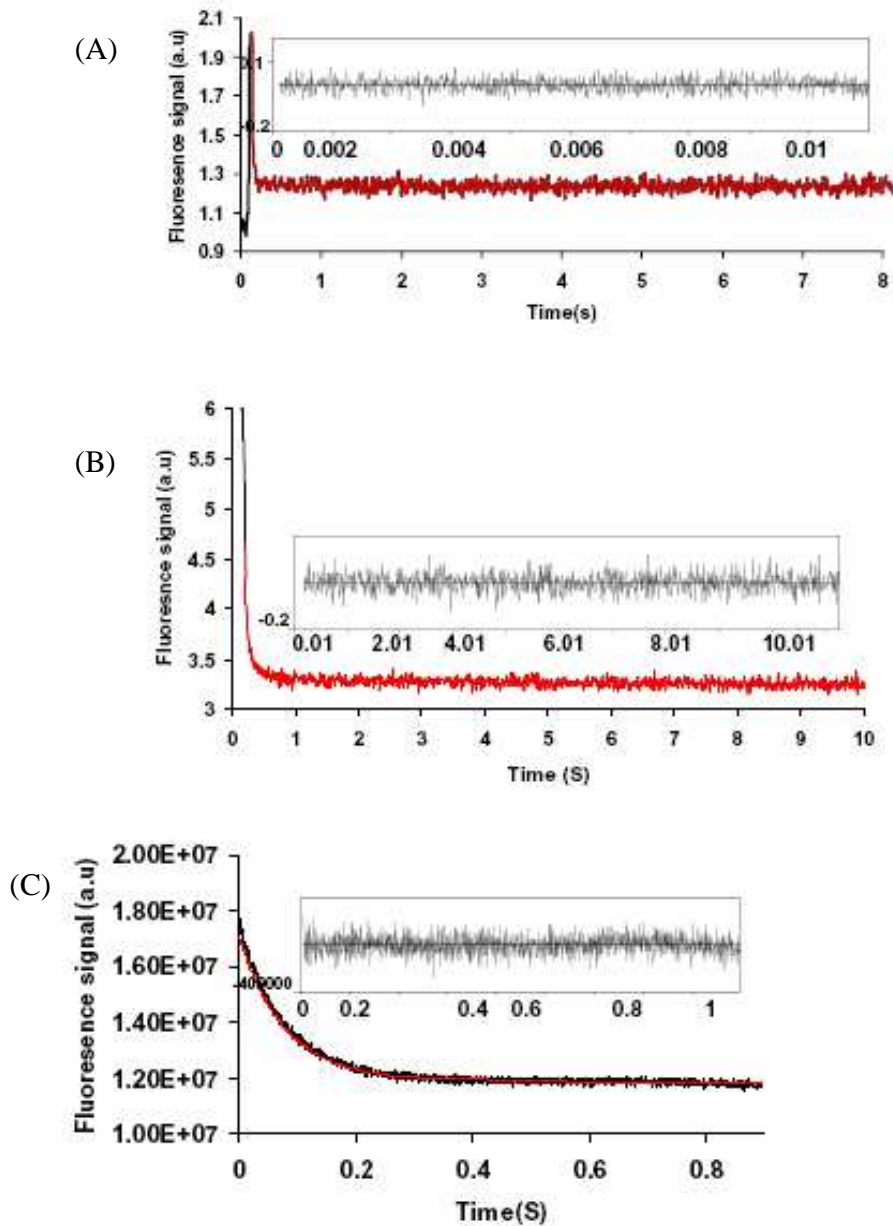 (A)
Fluoresence signal (a.u)
2.1
1.9
1.7
1.5
1.3
1.1
0.9
0.1
-0.2
0 0.002 0.004 0.006 0.008 0.01
0 1 2 3 4 5 6 7 8
Time(s)
(B)
Fluoresnce signal (a.u)
6
5.5
5
4.5
4
3.5
3
-0.2
0.01 2.01 4.01 6.01 8.01 10.01
0 1 2 3 4 5 6 7 8 9 10
Time (S)
(C)
Fluoresence signal (a.u)
2.00E+07
1.80E+07
1.60E+07
1.40E+07
1.20E+07
1.00E+07
-400000
0 0.2 0.4 0.6 0.8 1
0 0.2 0.4 0.6 0.8
Time(S)